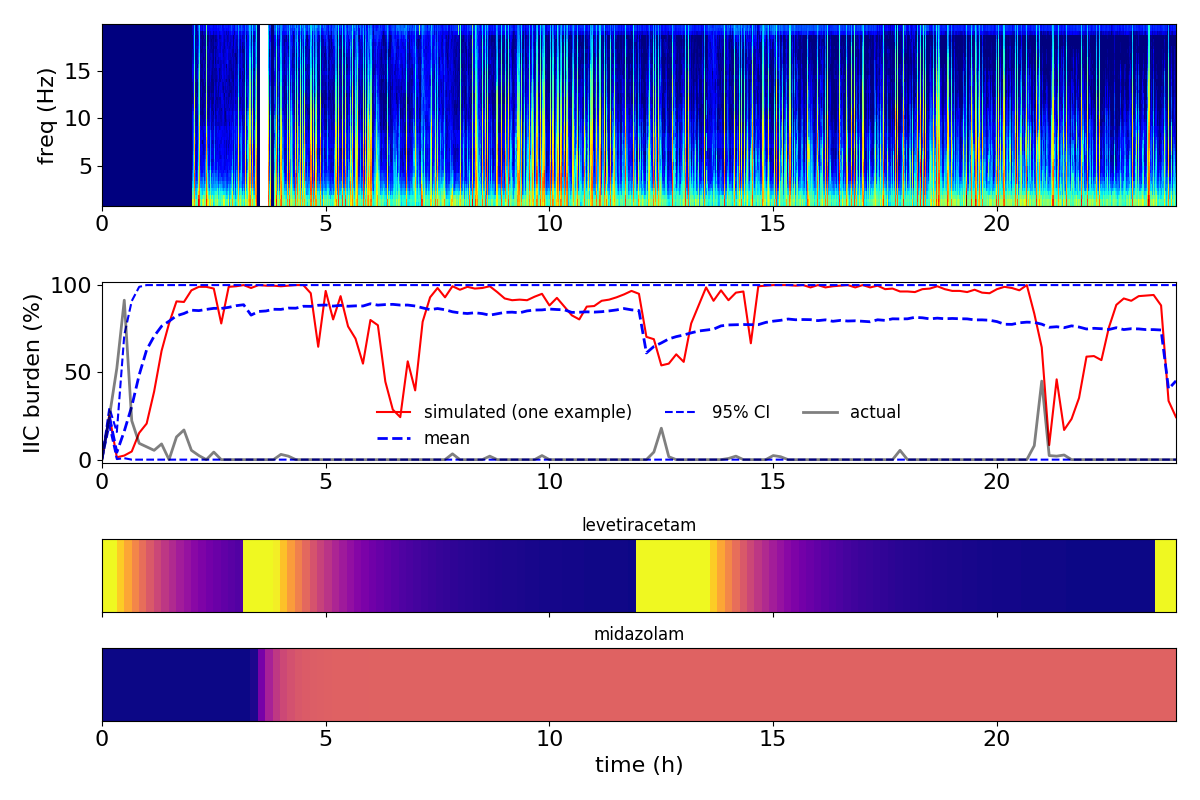 freq (Hz)
15
10
5
0 5 10 15 20
IIC burden (%)
100
50
0
simulated (one example) 95% CI actual
mean
0 5 10 15 20
levetiracetam
midazolam
0 5 10 15 20
time (h)